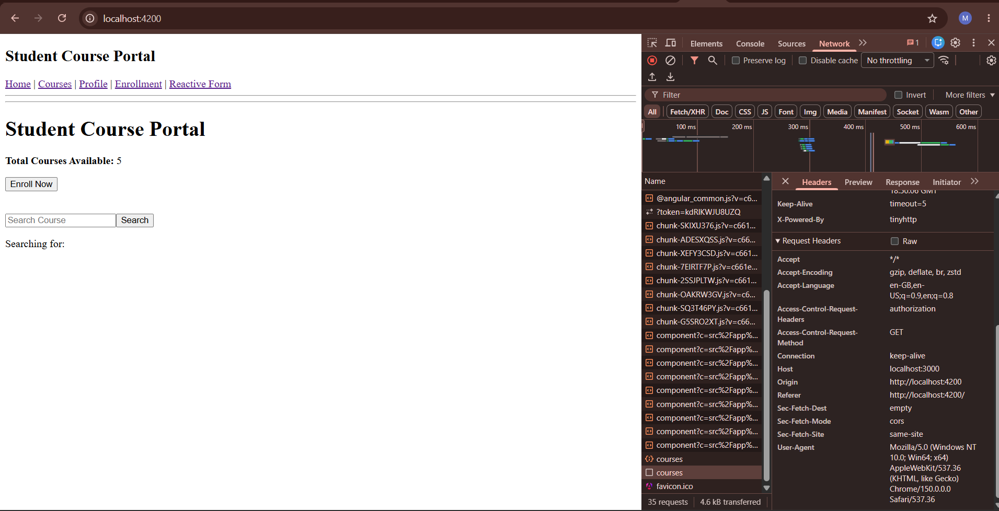 localhost:4200
M
Student Course Portal
Home | Courses | Profile | Enrollment | Reactive Form
Student Course Portal
Total Courses Available: 5
Enroll Now
Search Course
Search
Searching for:
Elements
Console
Sources
Network
1
Preserve log
Disable cache
No throttling
Filter
Invert
More filters
All
Fetch/XHR
Doc
CSS
JS
Font
Img
Media
Manifest
Socket
Wasm
Other
100 ms
200 ms
300 ms
400 ms
500 ms
600 ms
Name
@angular_common.js?v=c6...
?token=kdRlKWJU8UZQ
chunk-SKIXU376.js?v=c661...
chunk-ADESXQSS.js?v=c66...
chunk-XEFY3CSD.js?v=c661...
chunk-7EIRTF7P.js?v=c661e...
chunk-2SSJPLTW.js?v=c661...
chunk-OAKRW3GV.js?v=c6...
chunk-SQ3T46PY.js?v=c661...
chunk-G5SRO2XT.js?v=c66...
component?c=src%2Fapp%...
component?c=src%2Fapp%...
component?c=src%2Fapp%...
component?c=src%2Fapp%...
component?c=src%2Fapp%...
component?c=src%2Fapp%...
component?c=src%2Fapp%...
component?c=src%2Fapp%...
component?c=src%2Fapp%...
courses
courses
favicon.ico
35 requests
4.6 kB transferred
Headers
Preview
Response
Initiator
18:50:06 GMT
Keep-Alive
timeout=5
X-Powered-By
tinyhttp
Request Headers
Raw
Accept
*/*
Accept-Encoding
gzip, deflate, br, zstd
Accept-Language
en-GB,en-
US;q=0.9,en;q=0.8
Access-Control-Request-
Headers
authorization
Access-Control-Request-
Method
GET
Connection
keep-alive
Host
localhost:3000
Origin
http://localhost:4200
Referer
http://localhost:4200/
Sec-Fetch-Dest
empty
Sec-Fetch-Mode
cors
Sec-Fetch-Site
same-site
User-Agent
Mozilla/5.0 (Windows NT
10.0; Win64; x64)
AppleWebKit/537.36
(KHTML, like Gecko)
Chrome/150.0.0.0
Safari/537.36